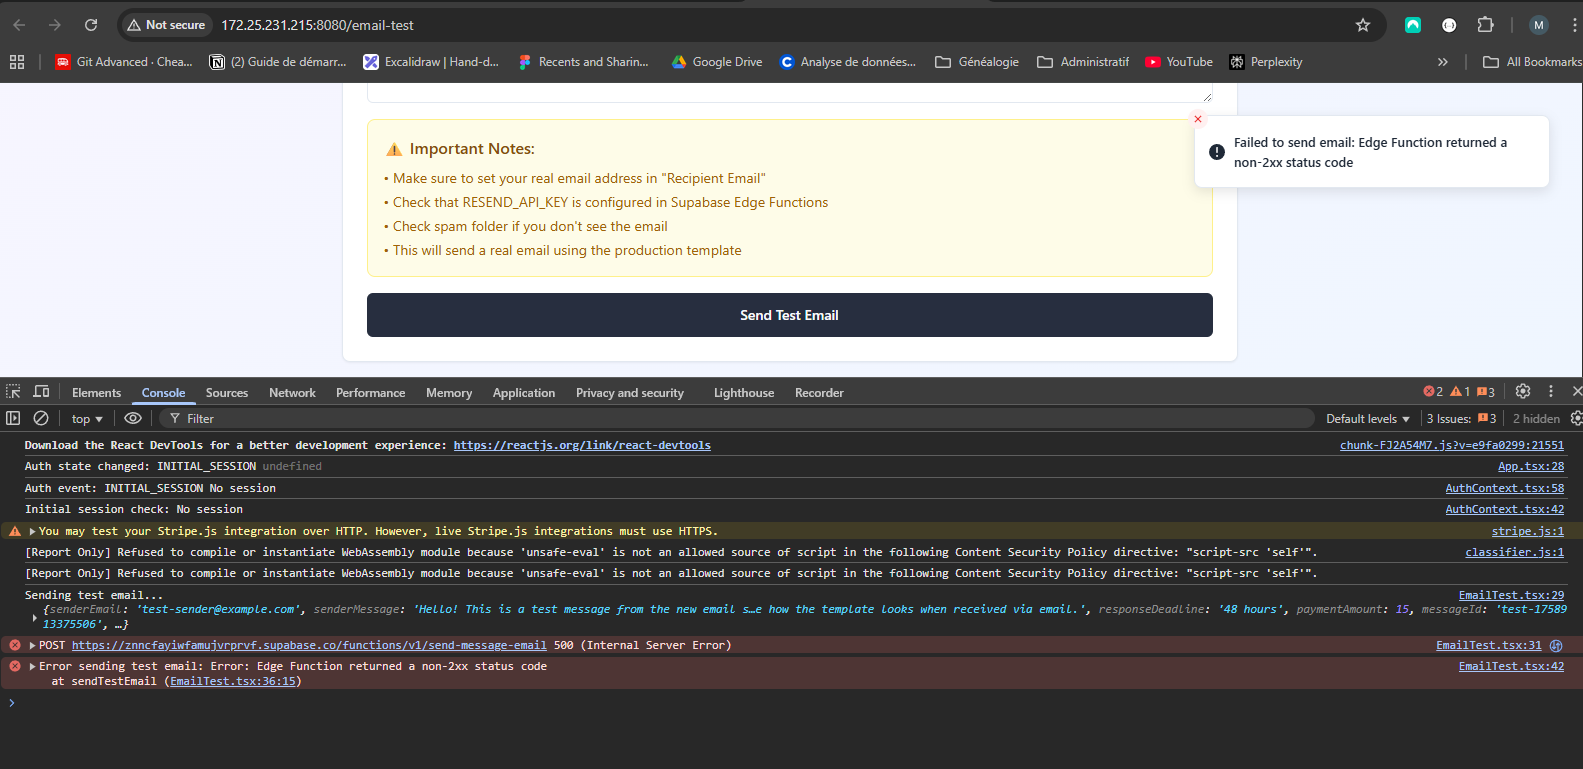 Not secure 172.25.231.215:8080/email-test M
Git Advanced · Chea... (2) Guide de démarr... Excalidraw | Hand-d... Recents and Sharin... Google Drive Analyse de données... Généalogie Administratif YouTube Perplexity » All Bookmarks
Important Notes:
• Make sure to set your real email address in "Recipient Email"
• Check that RESEND_API_KEY is configured in Supabase Edge Functions
• Check spam folder if you don't see the email
• This will send a real email using the production template
Failed to send email: Edge Function returned a
non-2xx status code
Send Test Email
Elements Console Sources Network Performance Memory Application Privacy and security Lighthouse Recorder 2 1 3
top Filter Default levels 3 Issues: 3 2 hidden
Download the React DevTools for a better development experience: https://reactjs.org/link/react-devtools chunk-FJ2A54M7.js?v=e9fa0299:21551
Auth state changed: INITIAL_SESSION undefined App.tsx:28
Auth event: INITIAL_SESSION No session AuthContext.tsx:58
Initial session check: No session AuthContext.tsx:42
You may test your Stripe.js integration over HTTP. However, live Stripe.js integrations must use HTTPS. stripe.js:1
[Report Only] Refused to compile or instantiate WebAssembly module because 'unsafe-eval' is not an allowed source of script in the following Content Security Policy directive: "script-src 'self'". classifier.js:1
[Report Only] Refused to compile or instantiate WebAssembly module because 'unsafe-eval' is not an allowed source of script in the following Content Security Policy directive: "script-src 'self'".
Sending test email... EmailTest.tsx:29
{senderEmail: 'test-sender@example.com', senderMessage: 'Hello! This is a test message from the new email s…e how the template looks when received via email.', responseDeadline: '48 hours', paymentAmount: 15, messageId: 'test-17589
13375506', …}
POST https://znncfayiwfamujvrprvf.supabase.co/functions/v1/send-message-email 500 (Internal Server Error) EmailTest.tsx:31
Error sending test email: Error: Edge Function returned a non-2xx status code EmailTest.tsx:42
at sendTestEmail (EmailTest.tsx:36:15)